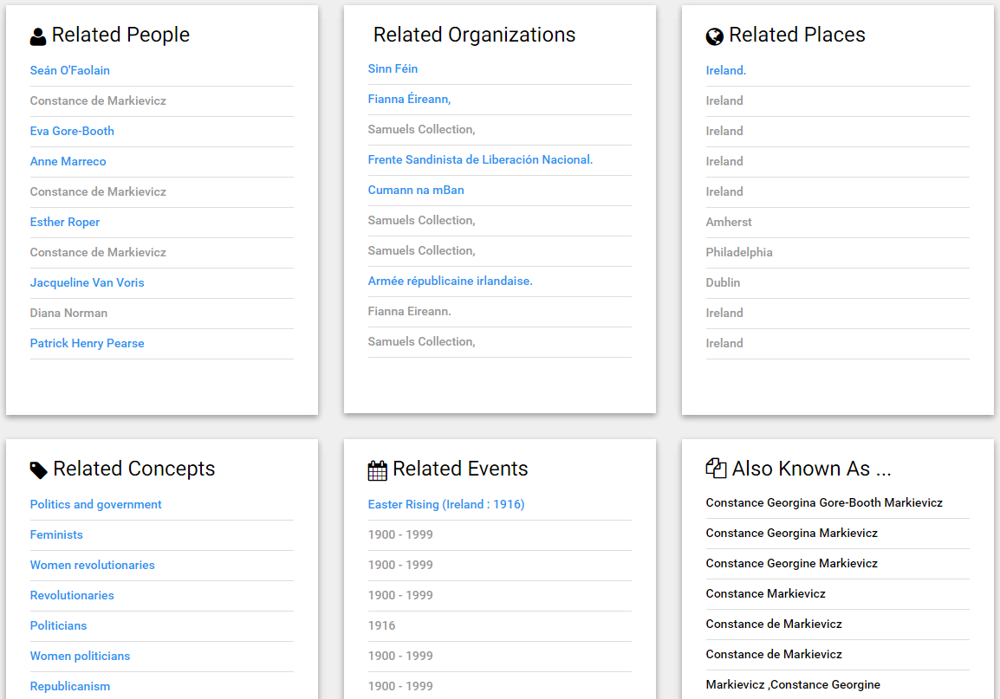 Related People
Seán O'Faolain
Constance de Markievicz
Eva Gore-Booth
Anne Marreco
Constance de Markievicz
Esther Roper
Constance de Markievicz
Jacqueline Van Voris
Diana Norman
Patrick Henry Pearse
Related Organizations
Sinn Féin
Fianna Éireann,
Samuels Collection,
Frente Sandinista de Liberación Nacional.
Cumann na mBan
Samuels Collection,
Samuels Collection,
Armée républicaine irlandaise.
Fianna Eireann.
Samuels Collection,
Related Places
Ireland.
Ireland
Ireland
Ireland
Ireland
Amherst
Philadelphia
Dublin
Ireland
Ireland
Related Concepts
Politics and government
Feminists
Women revolutionaries
Revolutionaries
Politicians
Women politicians
Republicanism
Related Events
Easter Rising (Ireland : 1916)
1900 - 1999
1900 - 1999
1900 - 1999
1916
1900 - 1999
1900 - 1999
Also Known As ...
Constance Georgina Gore-Booth Markievicz
Constance Georgina Markievicz
Constance Georgine Markievicz
Constance Markievicz
Constance de Markievicz
Constance de Markievicz
Markievicz ,Constance Georgine